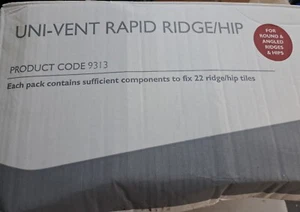 UNI-VENT RAPID RIDGE/HIP
FOR
ROUND &
ANGLED
RIDGES
& HIPS
PRODUCT CODE 9313
Each pack contains sufficient components to fix 22 ridge/hip tiles